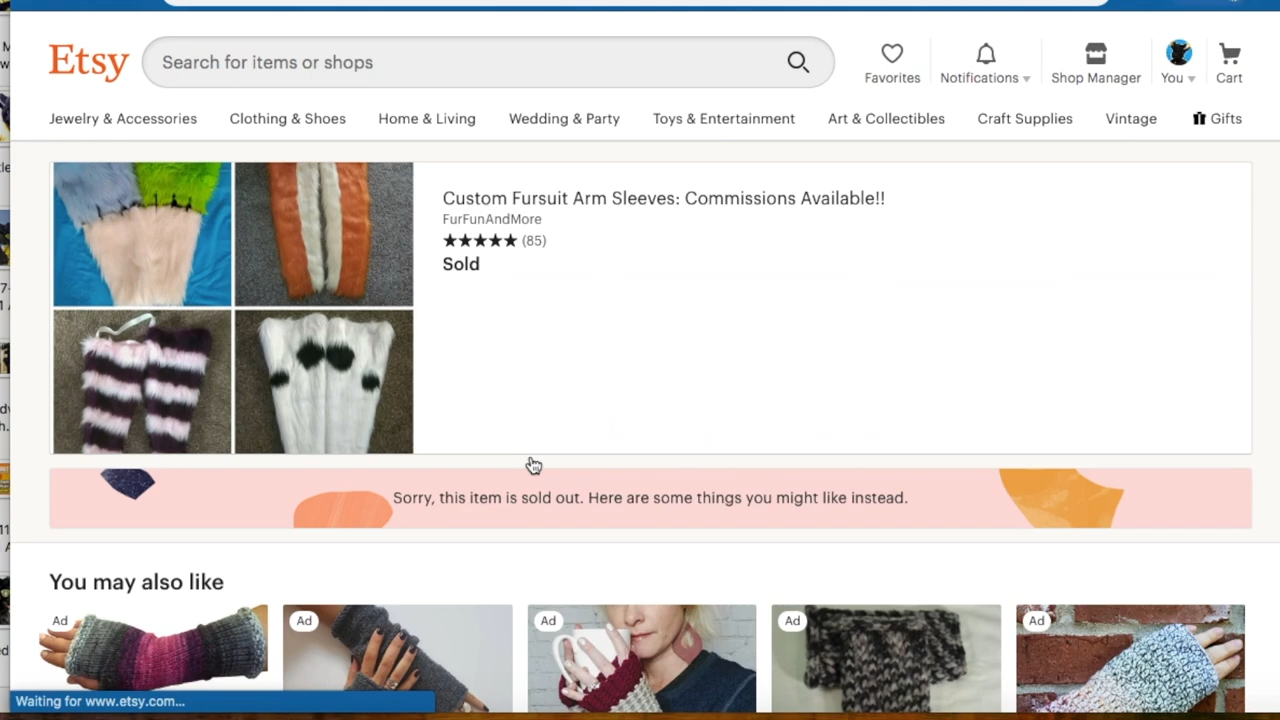 Etsy
Search for items or shops
Favorites
Notifications
Shop Manager
You
Cart
Jewelry & Accessories
Clothing & Shoes
Home & Living
Wedding & Party
Toys & Entertainment
Art & Collectibles
Craft Supplies
Vintage
Gifts
Custom Fursuit Arm Sleeves: Commissions Available!!
FurFunAndMore
★★★★★ (85)
Sold
Sorry, this item is sold out. Here are some things you might like instead.
You may also like
Ad
Ad
Ad
Ad
Ad
Waiting for www.etsy.com...